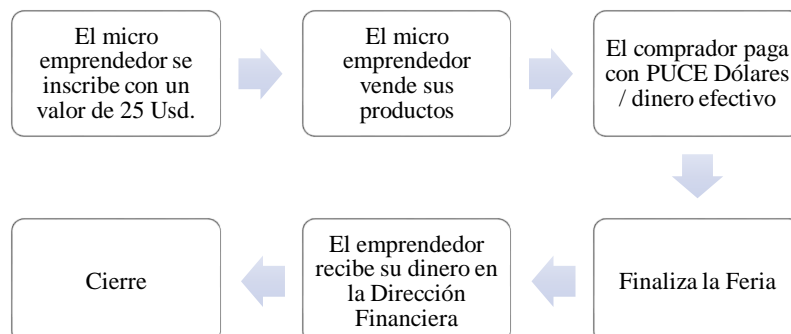 El micro
emprendedor se
inscribe con un
valor de 25 Usd.
El micro
emprendedor
vende sus
productos
El comprador paga
con PUCE Dólares
/ dinero efectivo
Finaliza la Feria
El emprendedor
recibe su dinero en
la Dirección
Financiera
Cierre